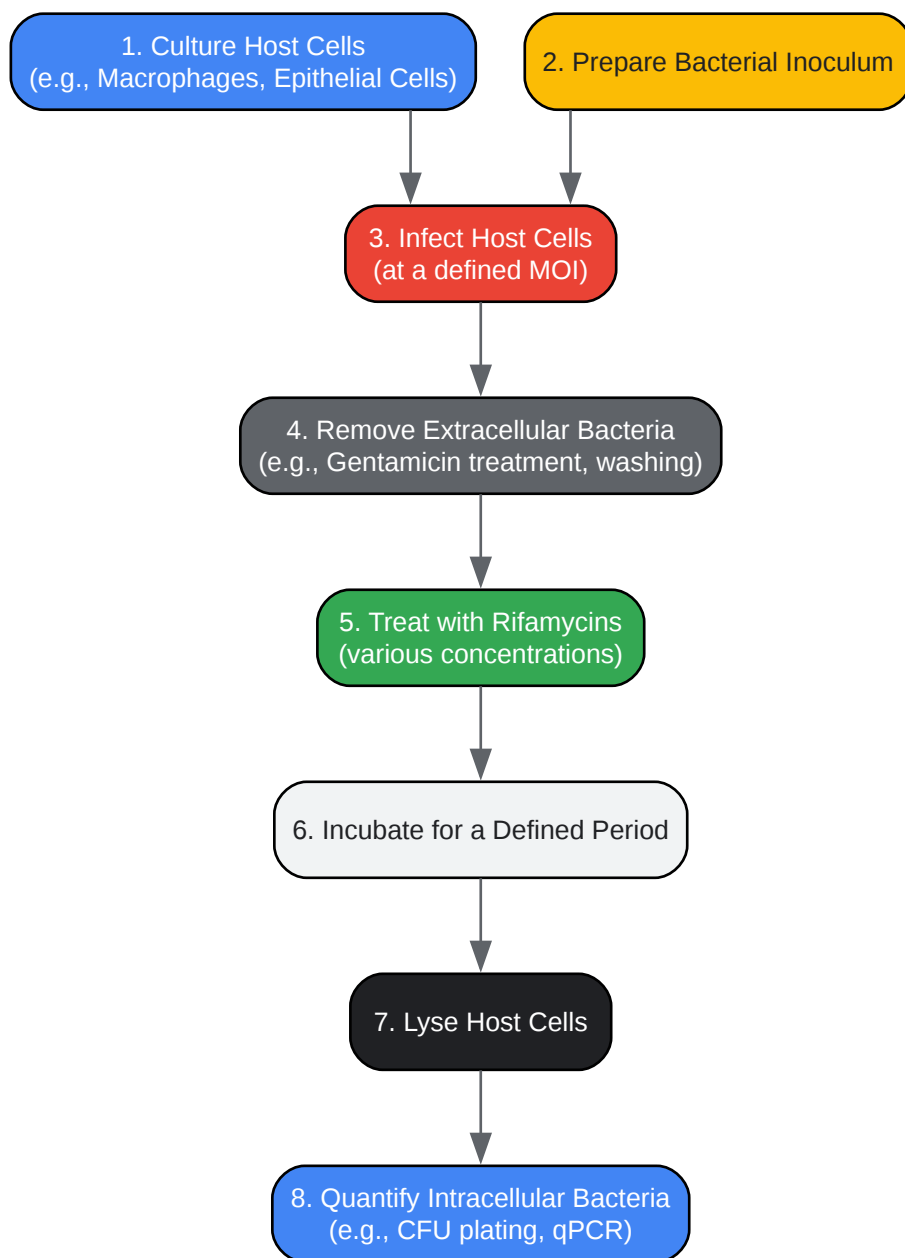 1. Culture Host Cells
(e.g., Macrophages, Epithelial Cells)
2. Prepare Bacterial Inoculum
3. Infect Host Cells
(at a defined MOI)
4. Remove Extracellular Bacteria
(e.g., Gentamicin treatment, washing)
5. Treat with Rifamycins
(various concentrations)
6. Incubate for a Defined Period
7. Lyse Host Cells
8. Quantify Intracellular Bacteria
(e.g., CFU plating, qPCR)